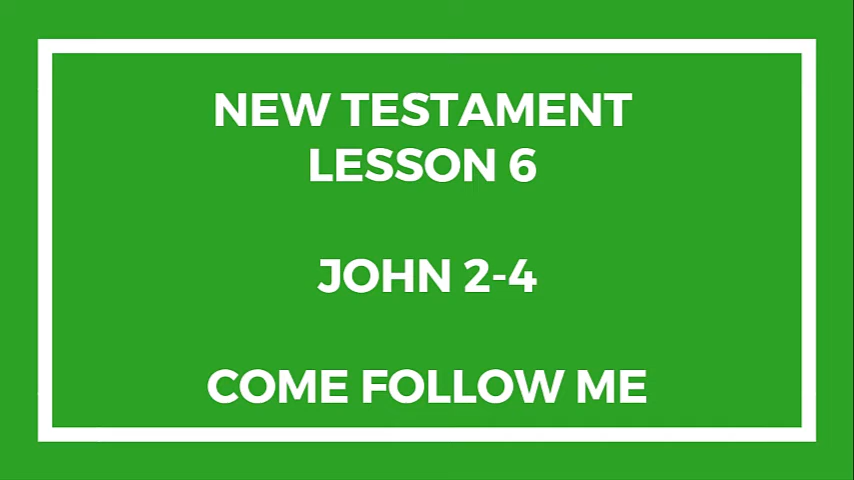 NEW TESTAMENT
LESSON 6
JOHN 2-4
COME FOLLOW ME